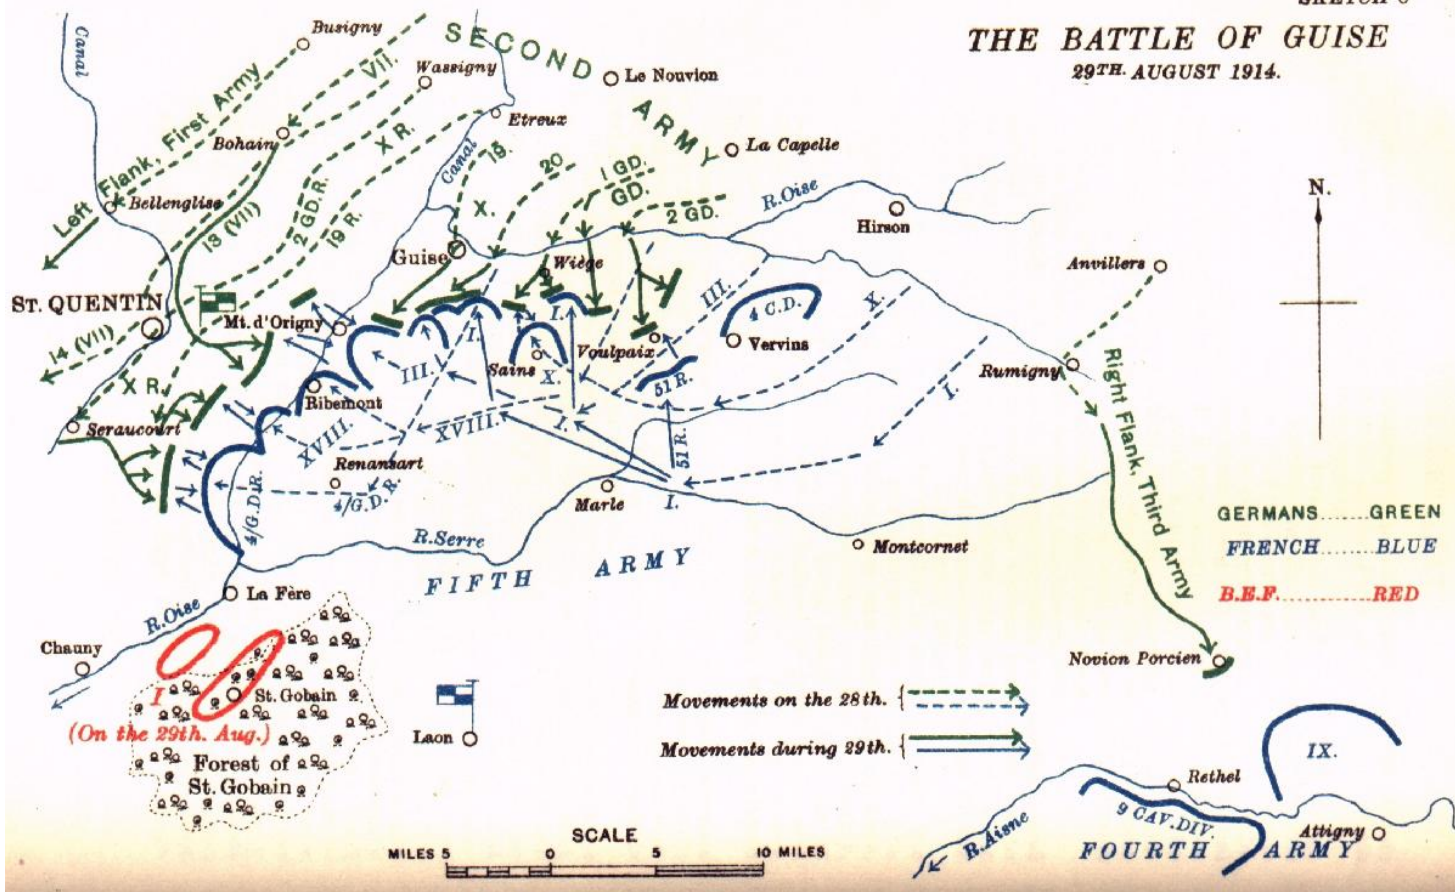 THE BATTLE OF GUISE
29TH. AUGUST 1914.
Canal
Busigny
SECOND
ARMY
VII.
Wassigny
Le Nouvion
Left Flank, First Army
Bohain
X R.
Etreux
La Capelle
Canal
19.
20
1 GD.
GD.
2 GD.
R. Oise
Hirson
N.
Bellenglise
13 (VII)
2 GD. R.
19 R.
X.
Guise
Wiège
Anvillers
ST. QUENTIN
Mt. d'Origny
III.
4 C.D.
X.
14 (VII)
I.
I.
Voulpaix
Vervins
Rumigny
X R.
III.
Sains
X.
51 R.
I.
Ribemont
Seraucourt
XVIII.
XVIII.
I.
51 R.
Renansart
4/G.D.R.
4/G.D.R.
Marle
I.
Right Flank, Third Army
R. Serre
Montcornet
GERMANS.......GREEN
FRENCH........BLUE
B.E.F.............RED
FIFTH ARMY
La Fère
R. Oise
Chauny
Novion Porcien
I
St. Gobain
(On the 29th. Aug.)
Forest of
St. Gobain
Laon
Movements on the 28th.
Movements during 29th.
IX.
Rethel
9 CAV. DIV.
R. Aisne
Attigny
FOURTH ARMY
SCALE
MILES 5 0 5 10 MILES